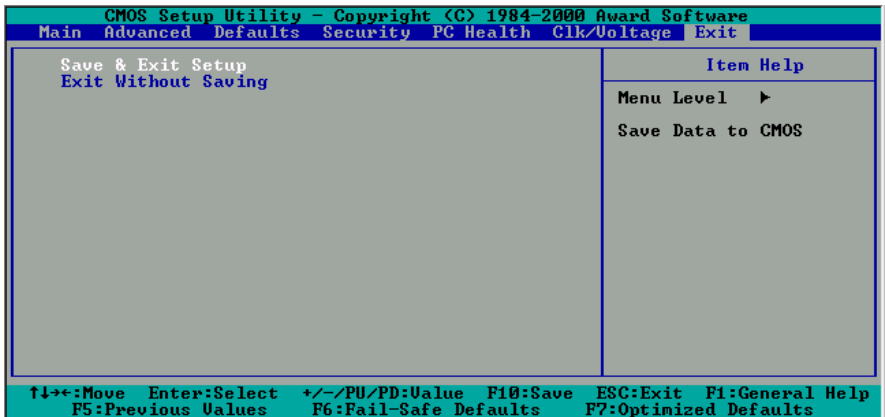 CMOS Setup Utility - Copyright (C) 1984-2000 Award Software
Main Advanced Defaults Security PC Health Clk/Voltage Exit
Save & Exit Setup
Exit Without Saving
Item Help
Menu Level ►
Save Data to CMOS
↑↓→←:Move Enter:Select +/-/PU/PD:Value F10:Save ESC:Exit F1:General Help
F5:Previous Values F6:Fail-Safe Defaults F7:Optimized Defaults